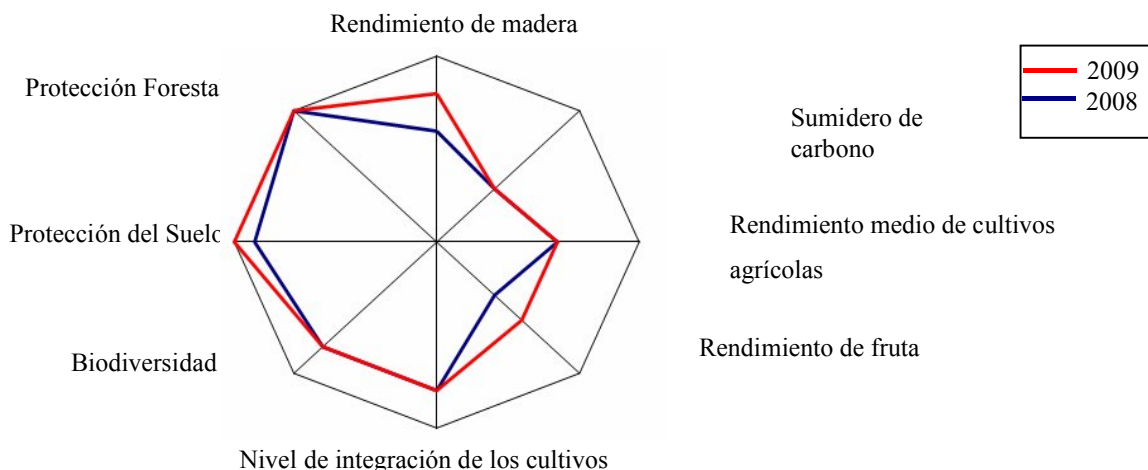 Rendimiento de madera
2009
2008
Protección Foresta
Sumidero de
carbono
Protección del Suelo
Rendimiento medio de cultivos
agrícolas
Biodiversidad
Rendimiento de fruta
Nivel de integración de los cultivos